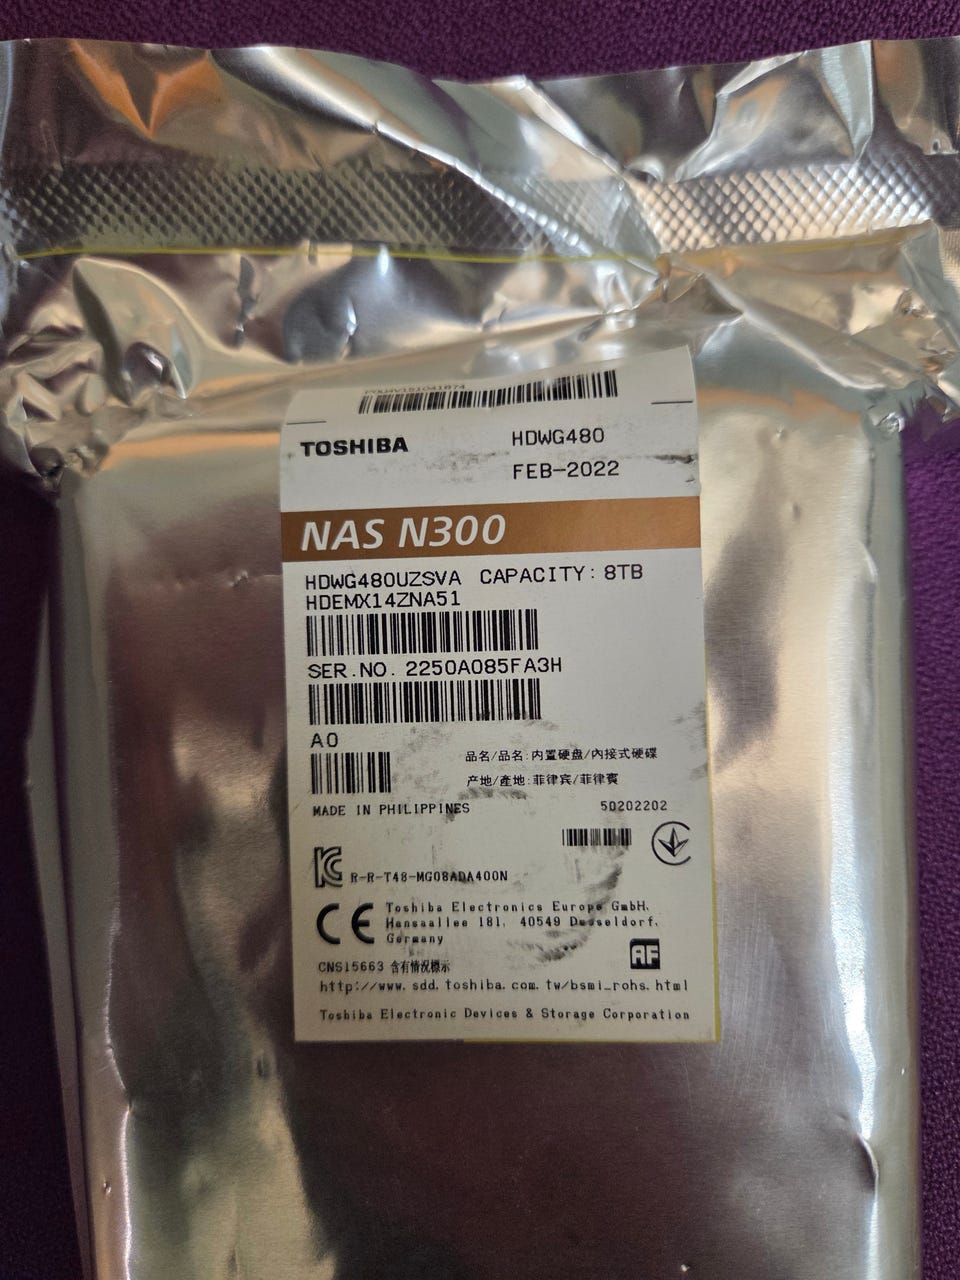 TOSHIBA
HDWG480
FEB-2022
NAS N300
HDWG480UZSVA CAPACITY: 8TB
HDEMX14ZNA51
SER.NO. 2250A085FA3H
A0
品名/品名: 内置硬盘/內接式硬碟
产地/產地: 菲律宾/菲律賓
MADE IN PHILIPPINES
50202202
R-R-T48-MG08ADA400N
CE
Toshiba Electronics Europe GmbH.
Hansaallee 181, 40549 Dusseldorf.
Germany
AF
CNS15663 含有情況標示
http://www.sdd.toshiba.com.tw/bsmi_rohs.html
Toshiba Electronic Devices & Storage Corporation